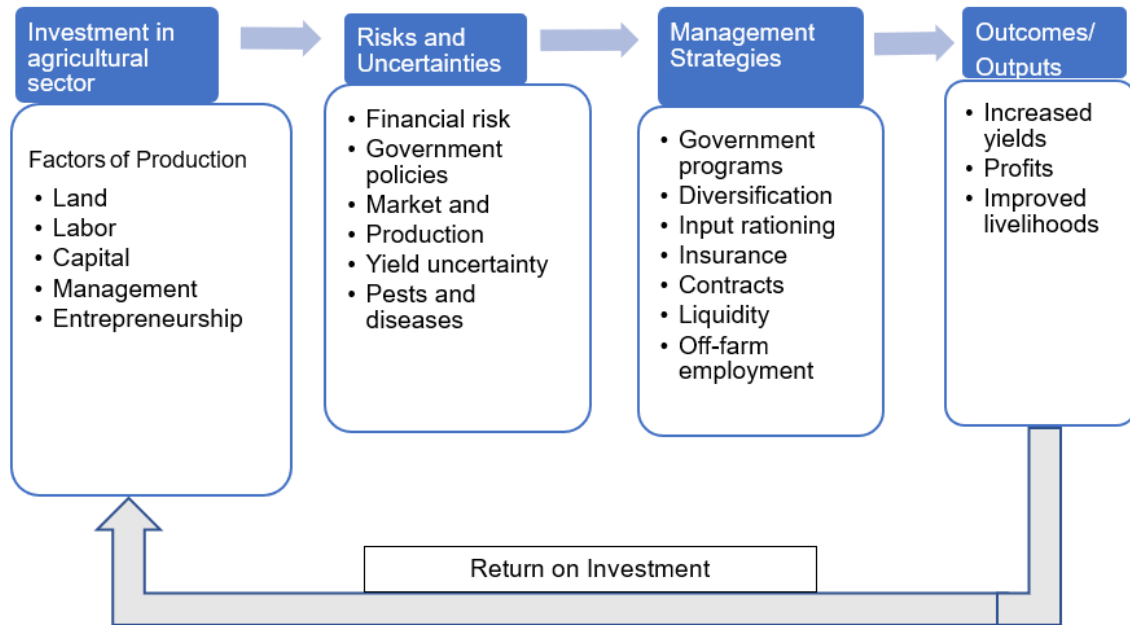 Investment in
agricultural
sector
Factors of Production
• Land
• Labor
• Capital
• Management
• Entrepreneurship
Risks and
Uncertainties
• Financial risk
• Government
policies
• Market and
• Production
• Yield uncertainty
• Pests and
diseases
Management
Strategies
• Government
programs
• Diversification
• Input rationing
• Insurance
• Contracts
• Liquidity
• Off-farm
employment
Outcomes/
Outputs
• Increased
yields
• Profits
• Improved
livelihoods
Return on Investment